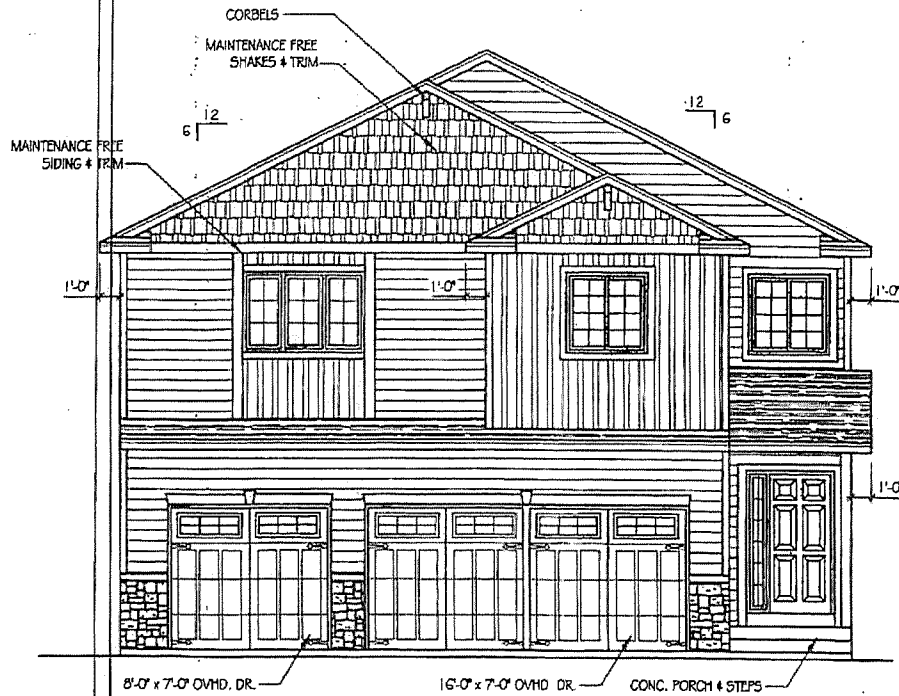 CORBELS
MAINTENANCE FREE
SHAKES & TRIM
12
6
12
6
MAINTENANCE FREE
SIDING & TRIM
1'-0"
1'-0"
1'-0"
1'-0"
8'-0" x 7'-0" OVHD. DR.
16'-0" x 7'-0" OVHD. DR.
CONC. PORCH & STEPS